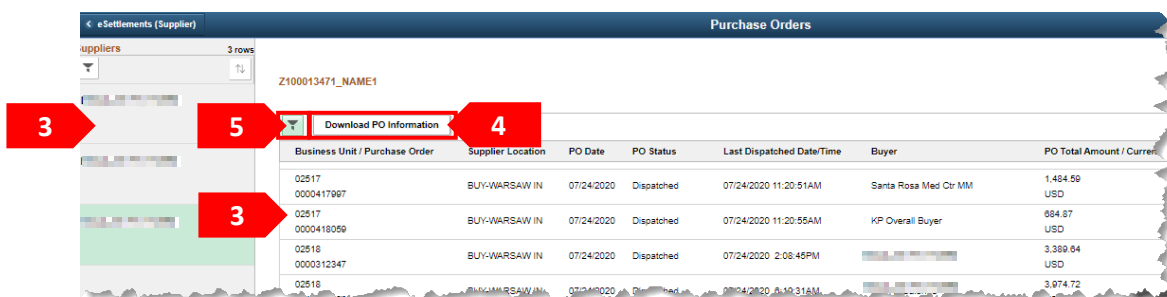 eSettlements (Supplier)
Purchase Orders
uppliers
3 rows
Z100013471_NAME1
3
5
Download PO Information
4
Business Unit / Purchase Order Supplier Location PO Date PO Status Last Dispatched Date/Time Buyer PO Total Amount / Curren
02517 BUY-WARSAW IN 07/24/2020 Dispatched 07/24/2020 11:20:51AM Santa Rosa Med Ctr MM 1,484.59
0000417997 USD
3
02517 BUY-WARSAW IN 07/24/2020 Dispatched 07/24/2020 11:20:55AM KP Overall Buyer 684.87
0000418059 USD
02518 BUY-WARSAW IN 07/24/2020 Dispatched 07/24/2020 2:08:45PM 3,389.64
0000312347 USD
02518 3,974.72
USD